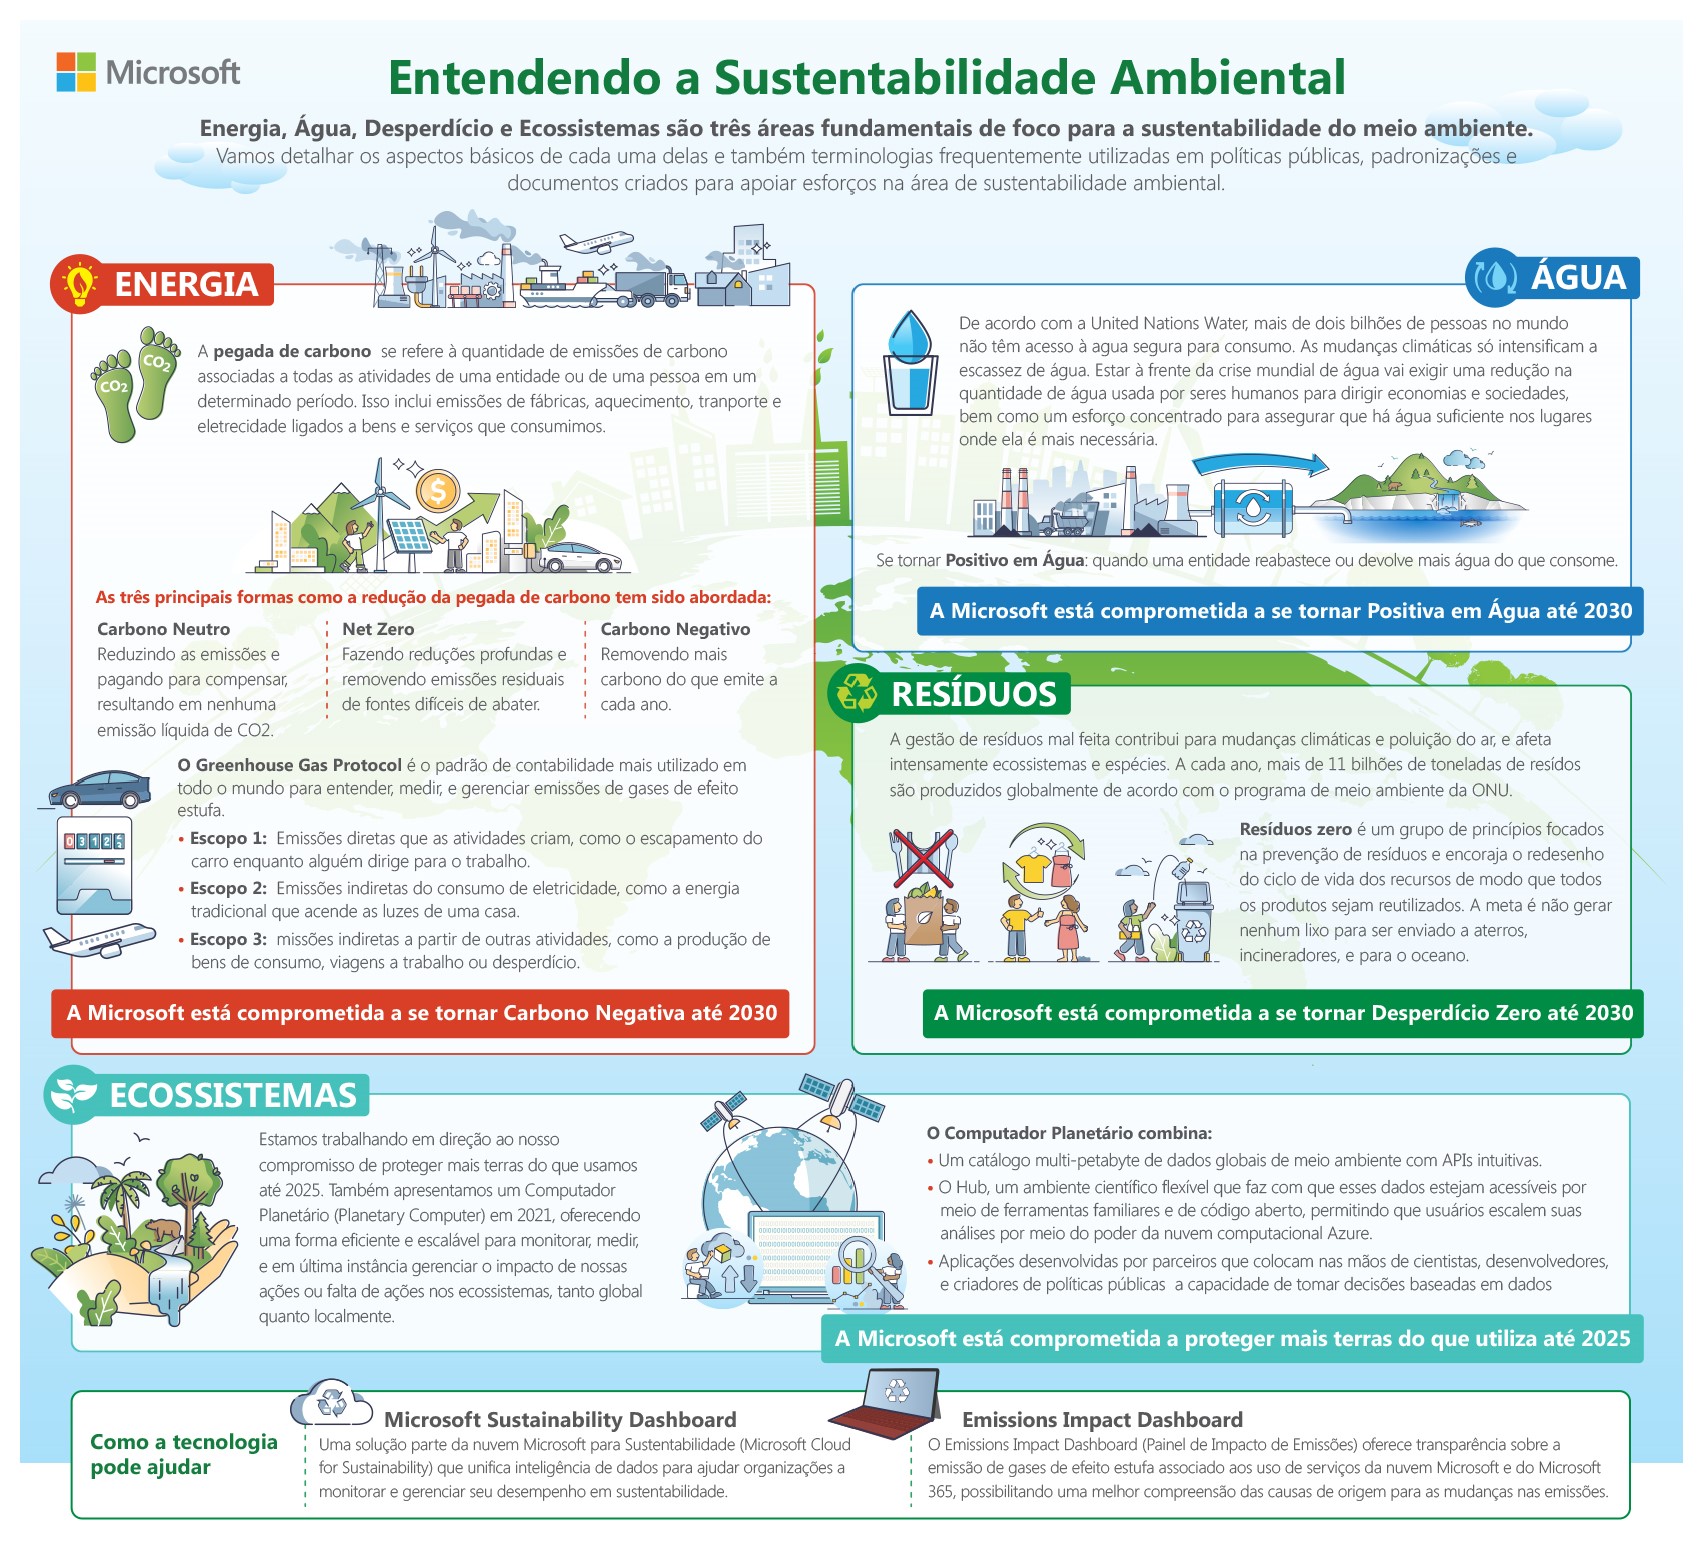 Microsoft
Entendendo a Sustentabilidade Ambiental
Energia, Água, Desperdício e Ecossistemas são três áreas fundamentais de foco para a sustentabilidade do meio ambiente.
Vamos detalhar os aspectos básicos de cada uma delas e também terminologias frequentemente utilizadas em políticas públicas, padronizações e
documentos criados para apoiar esforços na área de sustentabilidade ambiental.
ENERGIA
CO2
CO2
A pegada de carbono se refere à quantidade de emissões de carbono
associadas a todas as atividades de uma entidade ou de uma pessoa em um
determinado período. Isso inclui emissões de fábricas, aquecimento, tranporte e
eletrecidade ligados a bens e serviços que consumimos.
$
As três principais formas como a redução da pegada de carbono tem sido abordada:
Carbono Neutro
Reduzindo as emissões e
pagando para compensar,
resultando em nenhuma
emissão líquida de CO2.
Net Zero
Fazendo reduções profundas e
removendo emissões residuais
de fontes difíceis de abater.
Carbono Negativo
Removendo mais
carbono do que emite a
cada ano.
O Greenhouse Gas Protocol é o padrão de contabilidade mais utilizado em
todo o mundo para entender, medir, e gerenciar emissões de gases de efeito
estufa.
• Escopo 1: Emissões diretas que as atividades criam, como o escapamento do
carro enquanto alguém dirige para o trabalho.
• Escopo 2: Emissões indiretas do consumo de eletricidade, como a energia
tradicional que acende as luzes de uma casa.
• Escopo 3: missões indiretas a partir de outras atividades, como a produção de
bens de consumo, viagens a trabalho ou desperdício.
A Microsoft está comprometida a se tornar Carbono Negativa até 2030
ÁGUA
De acordo com a United Nations Water, mais de dois bilhões de pessoas no mundo
não têm acesso à agua segura para consumo. As mudanças climáticas só intensificam a
escassez de água. Estar à frente da crise mundial de água vai exigir uma redução na
quantidade de água usada por seres humanos para dirigir economias e sociedades,
bem como um esforço concentrado para assegurar que há água suficiente nos lugares
onde ela é mais necessária.
Se tornar Positivo em Água: quando uma entidade reabastece ou devolve mais água do que consome.
A Microsoft está comprometida a se tornar Positiva em Água até 2030
RESÍDUOS
A gestão de resíduos mal feita contribui para mudanças climáticas e poluição do ar, e afeta
intensamente ecossistemas e espécies. A cada ano, mais de 11 bilhões de toneladas de resídos
são produzidos globalmente de acordo com o programa de meio ambiente da ONU.
Resíduos zero é um grupo de princípios focados
na prevenção de resíduos e encoraja o redesenho
do ciclo de vida dos recursos de modo que todos
os produtos sejam reutilizados. A meta é não gerar
nenhum lixo para ser enviado a aterros,
incineradores, e para o oceano.
A Microsoft está comprometida a se tornar Desperdício Zero até 2030
ECOSSISTEMAS
Estamos trabalhando em direção ao nosso
compromisso de proteger mais terras do que usamos
até 2025. Também apresentamos um Computador
Planetário (Planetary Computer) em 2021, oferecendo
uma forma eficiente e escalável para monitorar, medir,
e em última instância gerenciar o impacto de nossas
ações ou falta de ações nos ecossistemas, tanto global
quanto localmente.
O Computador Planetário combina:
• Um catálogo multi-petabyte de dados globais de meio ambiente com APIs intuitivas.
• O Hub, um ambiente científico flexível que faz com que esses dados estejam acessíveis por
meio de ferramentas familiares e de código aberto, permitindo que usuários escalem suas
análises por meio do poder da nuvem computacional Azure.
• Aplicações desenvolvidas por parceiros que colocam nas mãos de cientistas, desenvolvedores,
e criadores de políticas públicas a capacidade de tomar decisões baseadas em dados
A Microsoft está comprometida a proteger mais terras do que utiliza até 2025
Como a tecnologia
pode ajudar
Microsoft Sustainability Dashboard
Uma solução parte da nuvem Microsoft para Sustentabilidade (Microsoft Cloud
for Sustainability) que unifica inteligência de dados para ajudar organizações a
monitorar e gerenciar seu desempenho em sustentabilidade.
Emissions Impact Dashboard
O Emissions Impact Dashboard (Painel de Impacto de Emissões) oferece transparência sobre a
emissão de gases de efeito estufa associado aos uso de serviços da nuvem Microsoft e do Microsoft
365, possibilitando uma melhor compreensão das causas de origem para as mudanças nas emissões.